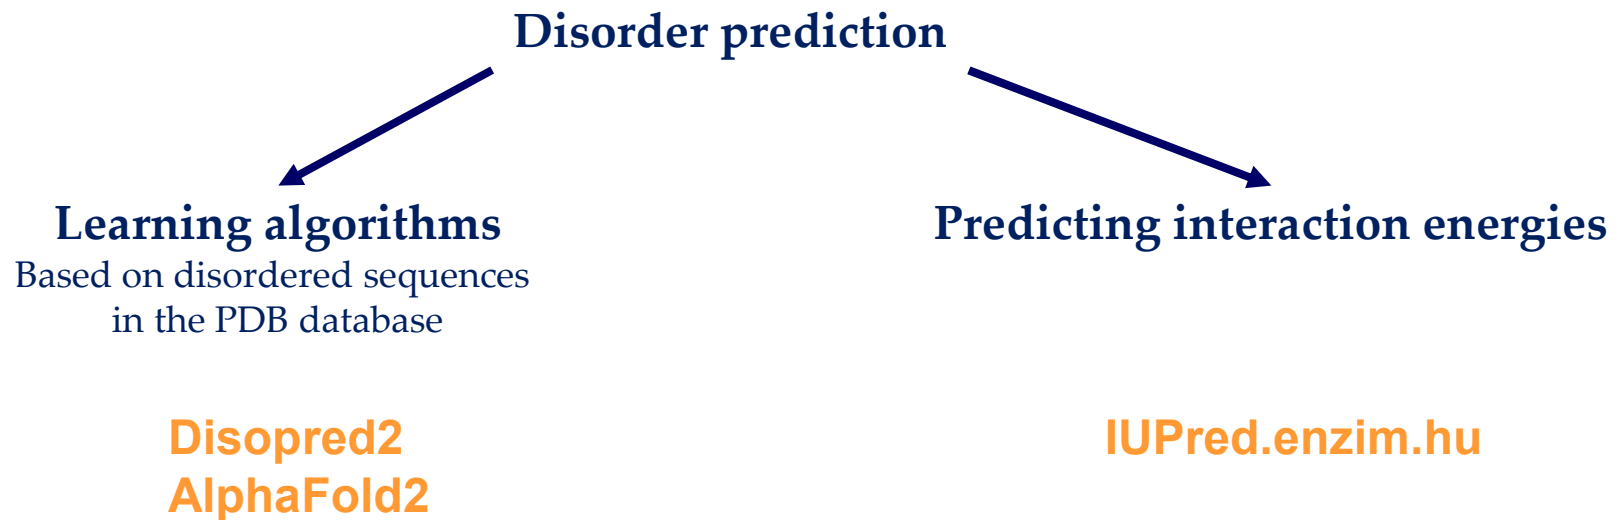 Disorder prediction
Learning algorithms
Based on disordered sequences
in the PDB database
Predicting interaction energies
Disopred2
AlphaFold2
IUPred.enzim.hu